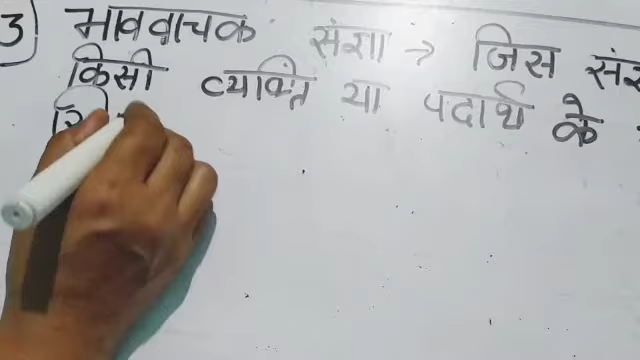 3) भाववाचक संज्ञा → जिस
किसी व्यक्ति या पदार्थ के